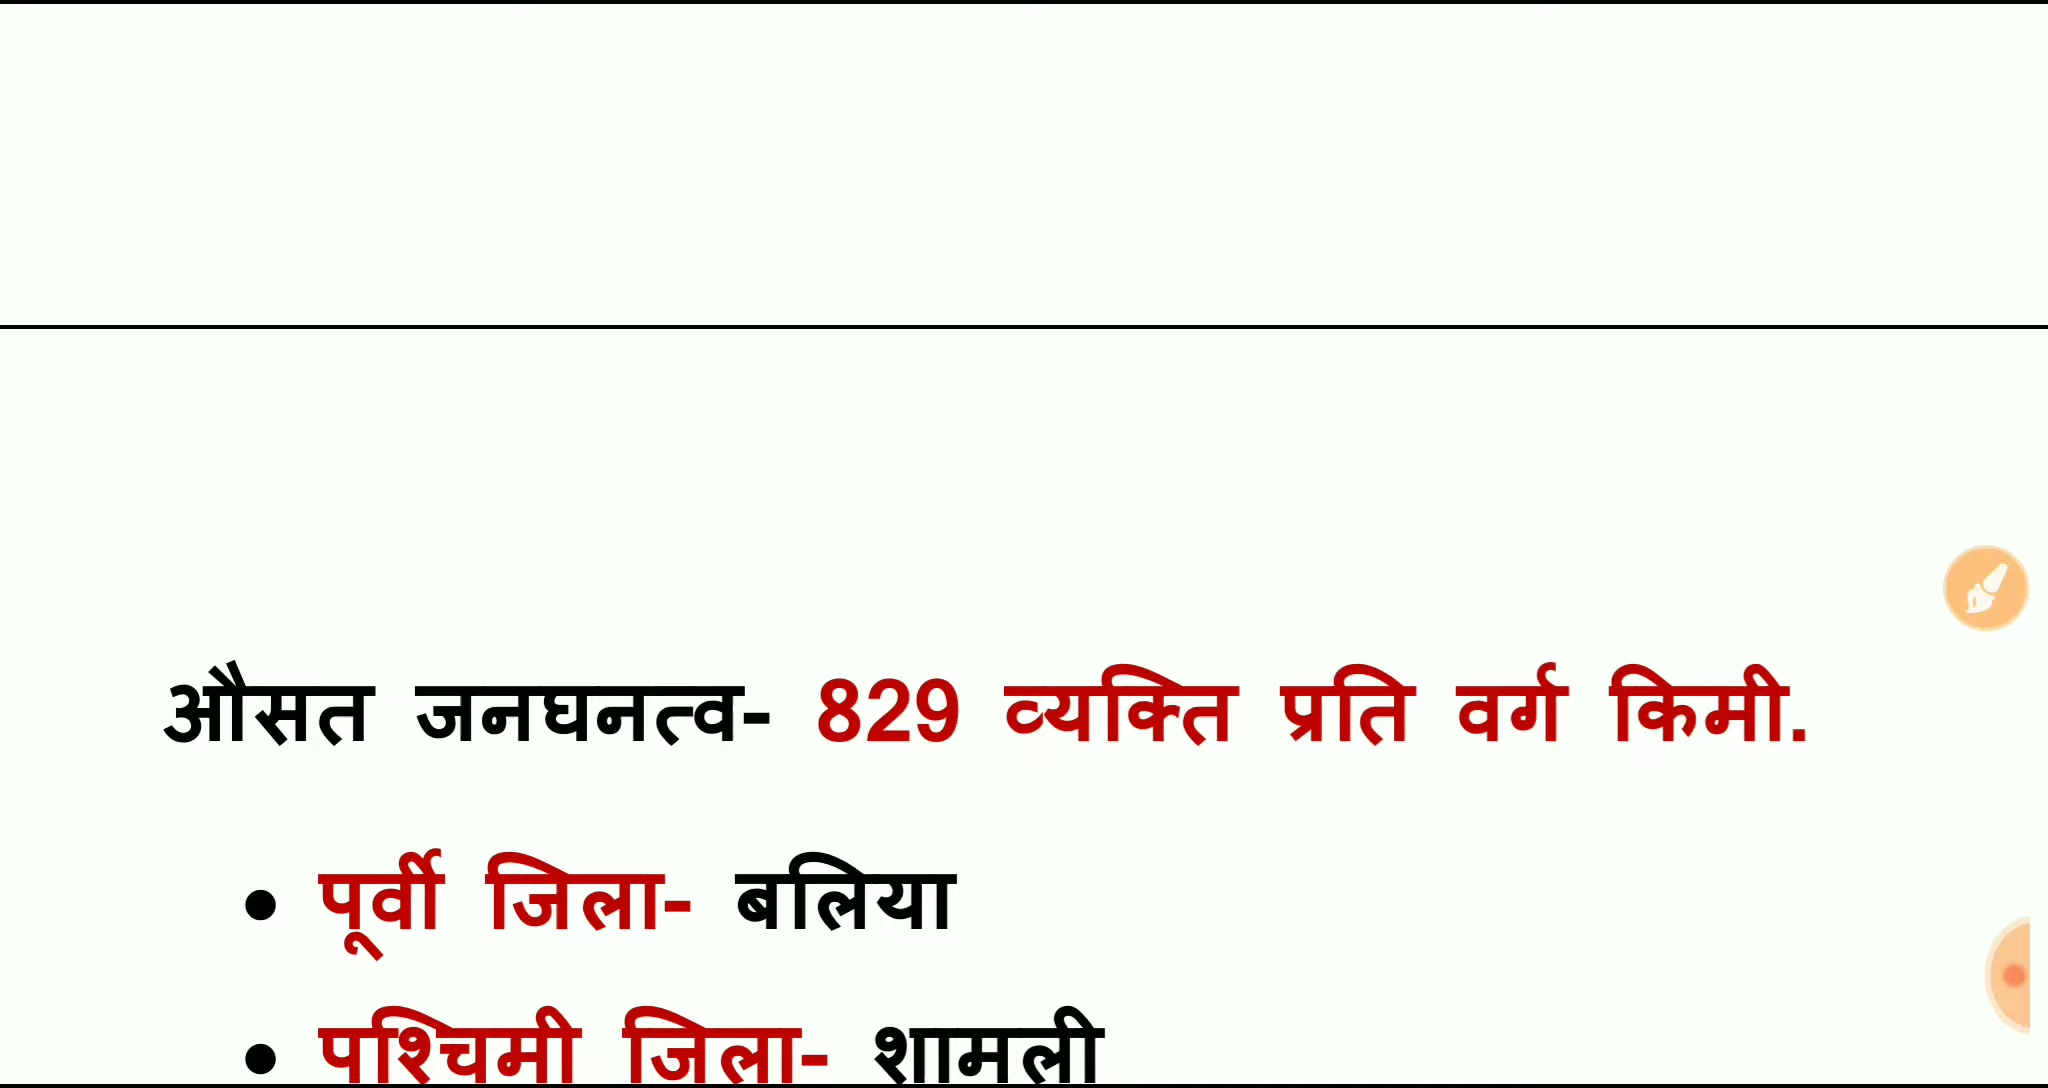 औसत जनघनत्व- 829 व्यक्ति प्रति वर्ग किमी.
• पूर्वी जिला- बलिया
• पश्चिमी जिला- शामली